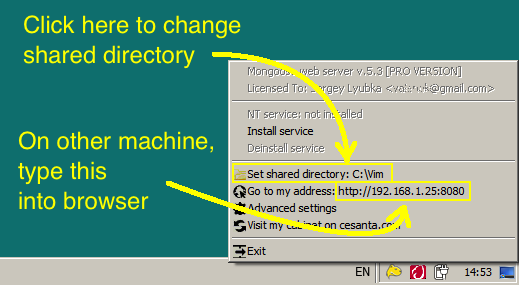 Click here to change
shared directory
On other machine,
type this
into browser
Mongoose web server v.5.3 [PRO VERSION]
Licensed To: Sergey Lyubka <valenok@gmail.com>
NT service: not installed
Install service
Deinstall service
Set shared directory: C:\Vim
Go to my address: http://192.168.1.25:8080
Advanced settings
Visit my cabinet on cesanta.com
Exit
EN
14:53